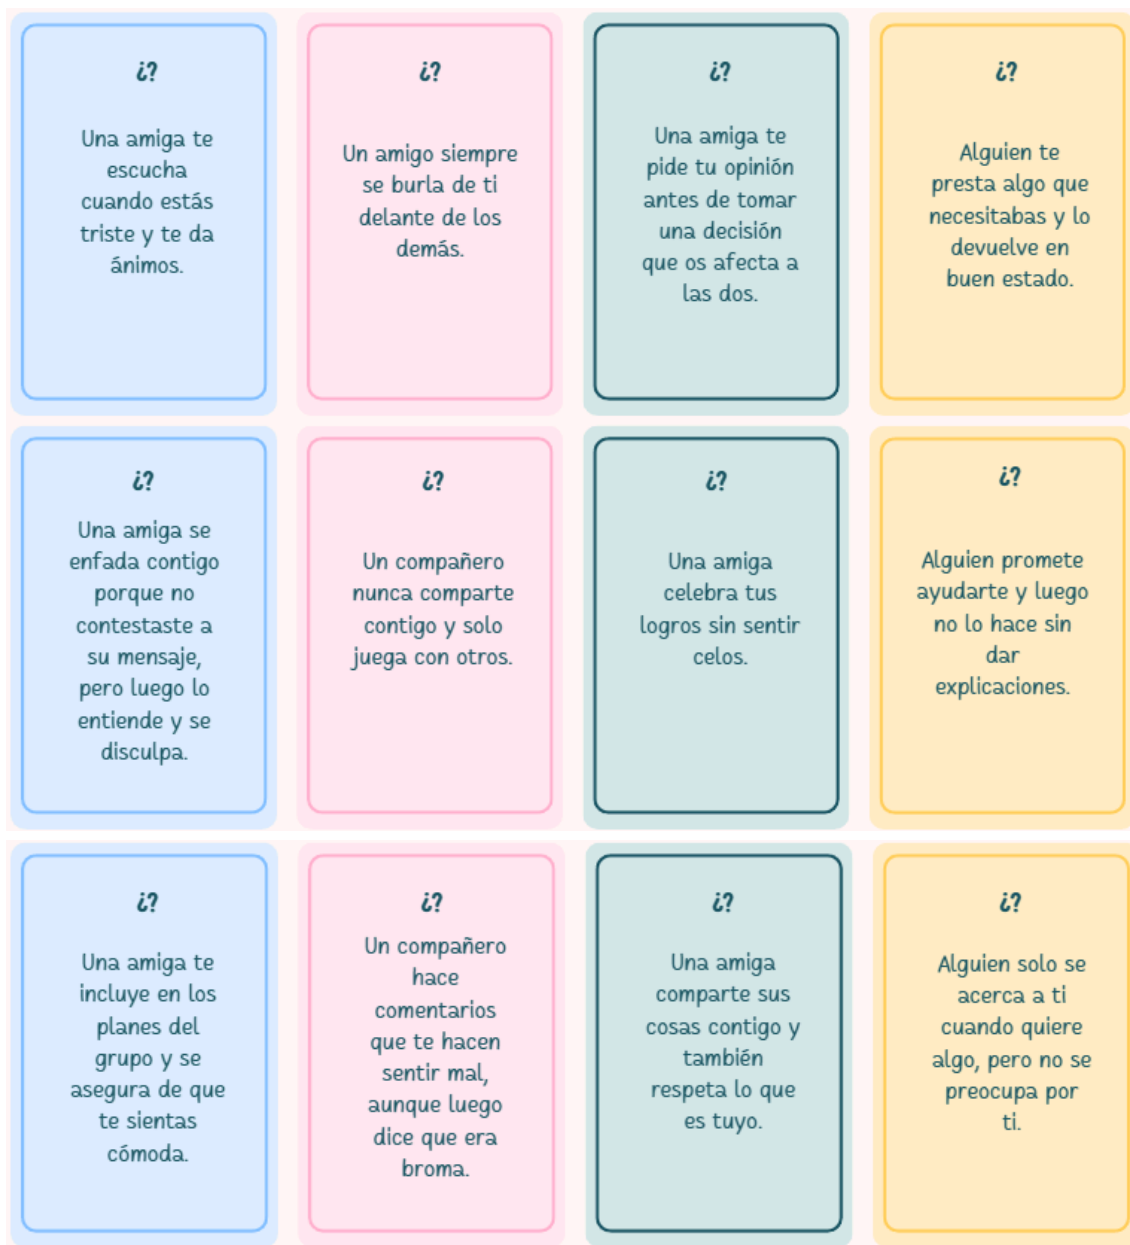 ¿?
Una amiga te
escucha
cuando estás
triste y te da
ánimos.
¿?
Un amigo siempre
se burla de ti
delante de los
demás.
¿?
Una amiga te
pide tu opinión
antes de tomar
una decisión
que os afecta a
las dos.
¿?
Alguien te
presta algo que
necesitabas y lo
devuelve en
buen estado.
¿?
Una amiga se
enfada contigo
porque no
contestaste a
su mensaje,
pero luego lo
entiende y se
disculpa.
¿?
Un compañero
nunca comparte
contigo y solo
juega con otros.
¿?
Una amiga
celebra tus
logros sin sentir
celos.
¿?
Alguien promete
ayudarte y luego
no lo hace sin
dar
explicaciones.
¿?
Una amiga te
incluye en los
planes del
grupo y se
asegura de que
te sientas
cómoda.
¿?
Un compañero
hace
comentarios
que te hacen
sentir mal,
aunque luego
dice que era
broma.
¿?
Una amiga
comparte sus
cosas contigo y
también
respeta lo que
es tuyo.
¿?
Alguien solo se
acerca a ti
cuando quiere
algo, pero no se
preocupa por
ti.